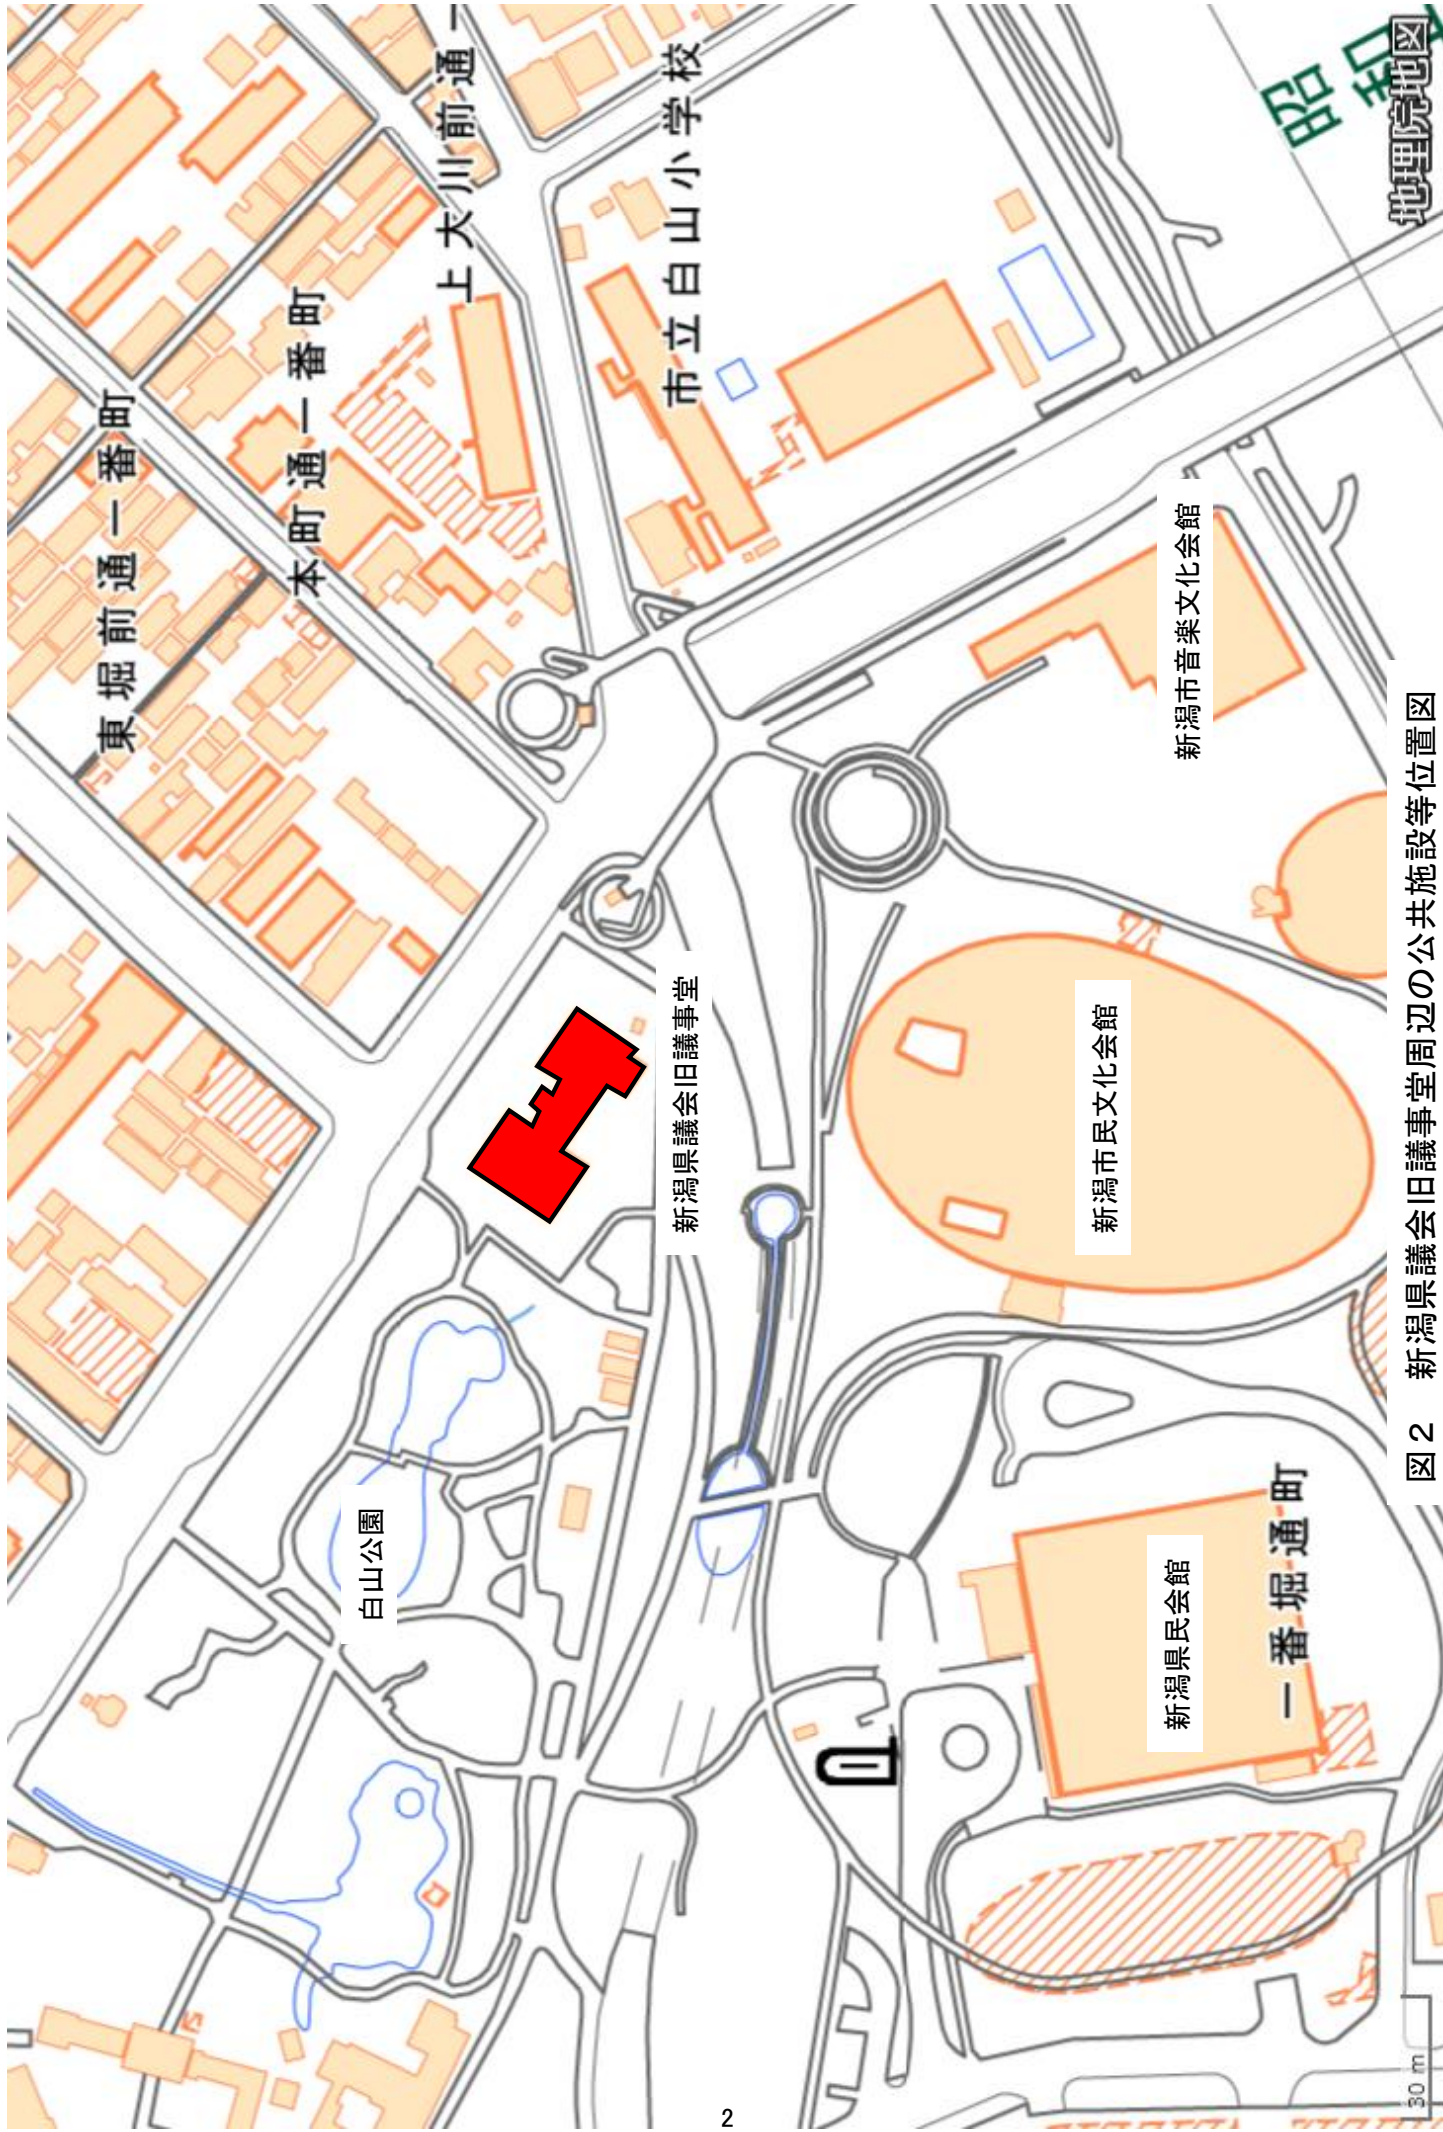 東堀前通一番町
本町通一番町
上大川前通一
市立白山小学校
昭和
地理院地図
白山公園
新潟県議会旧議事堂
新潟市民文化会館
新潟市音楽文化会館
新潟県民会館
一番堀通町
30 m
図2 新潟県議会旧議事堂周辺の公共施設等位置図
2